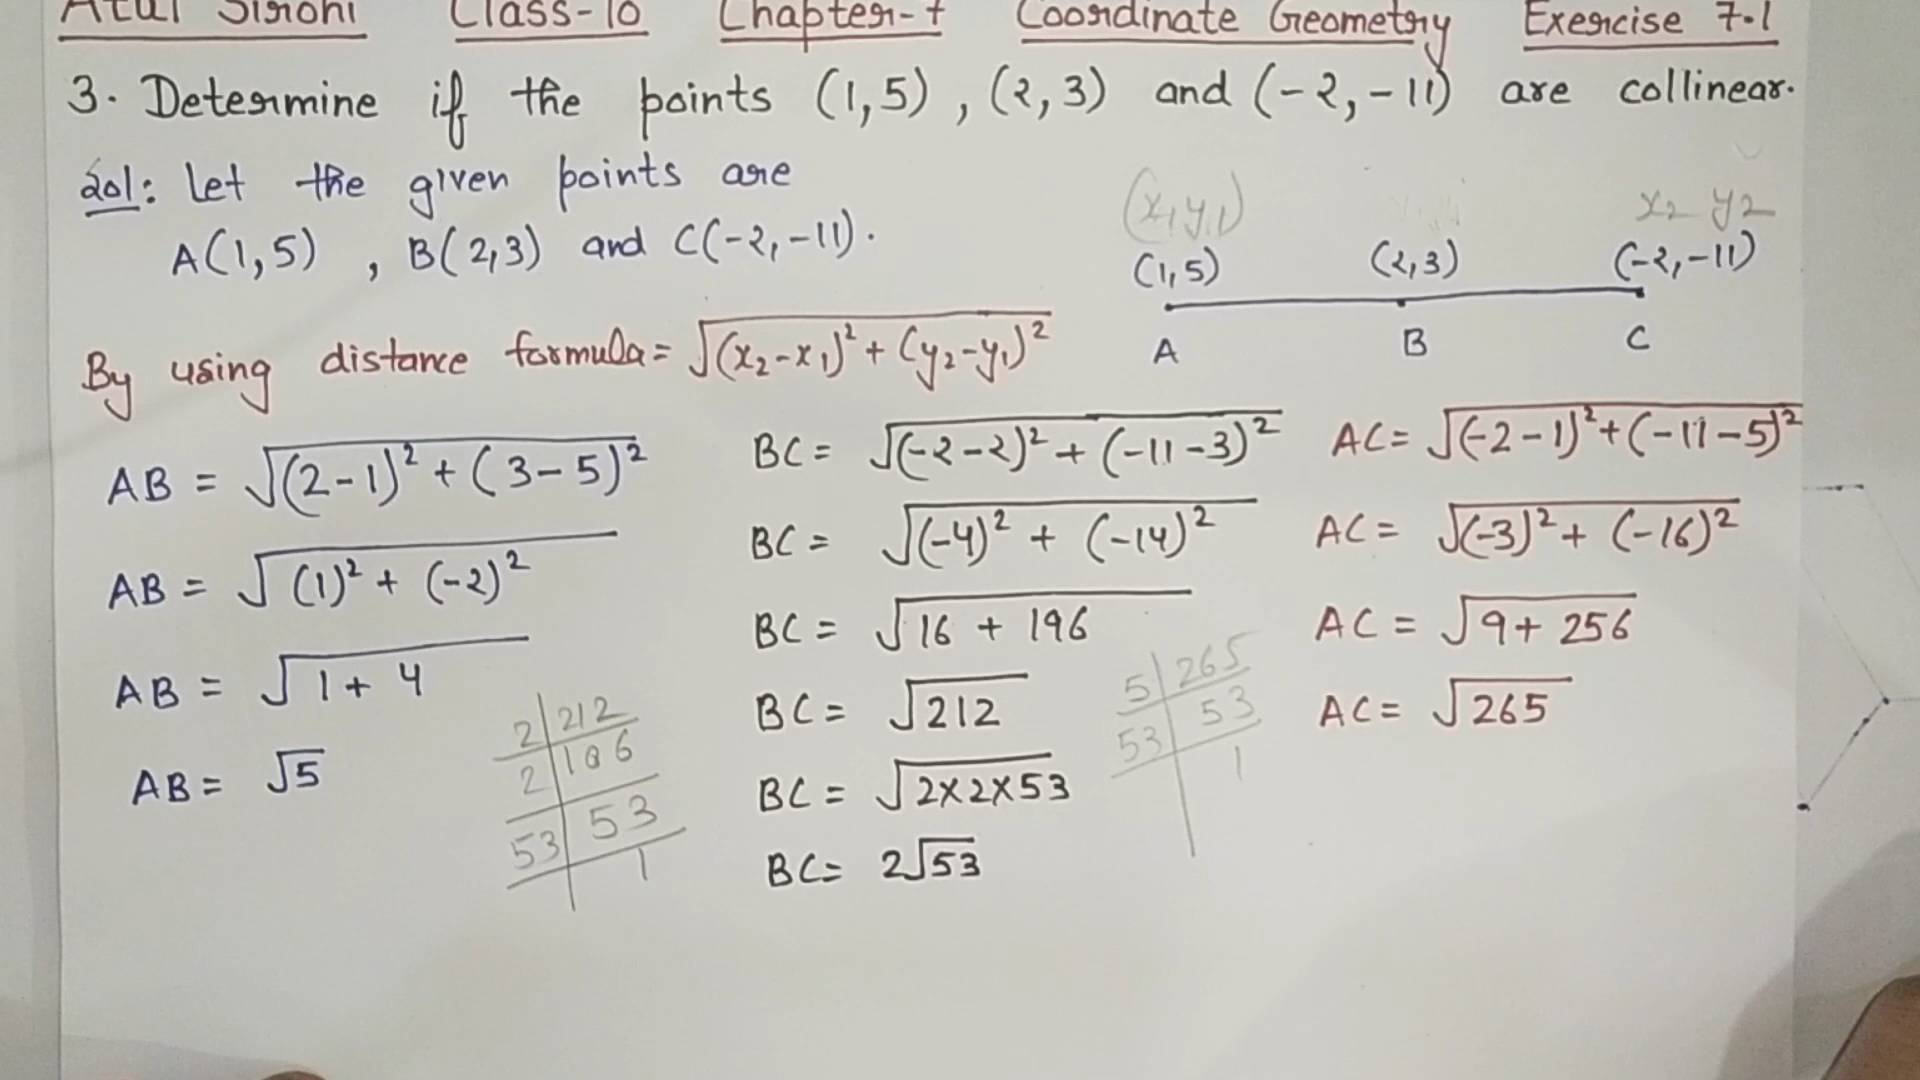 Atul Sirohi Class-10 Chapter-7 Coordinate Geometry Exercise 7.1
3. Determine if the points (1,5), (2,3) and (-2,-11) are collinear.
Sol: Let the given points are
A(1,5), B(2,3) and C(-2,-11).
(x₁y₁) x₂ y₂
(1,5) (2,3) (-2,-11)
A B C
By using distance formula = √(x₂-x₁)²+(y₂-y₁)²
AB = √(2-1)²+(3-5)²
AB = √(1)²+(-2)²
AB = √1+4
AB = √5
2 212
2 106
53 53
1
BC = √(-2-2)²+(-11-3)²
BC = √(-4)²+(-14)²
BC = √16+196
BC = √212
BC = √2×2×53
BC = 2√53
5 265
53 53
1
AC = √(-2-1)²+(-11-5)²
AC = √(-3)²+(-16)²
AC = √9+256
AC = √265